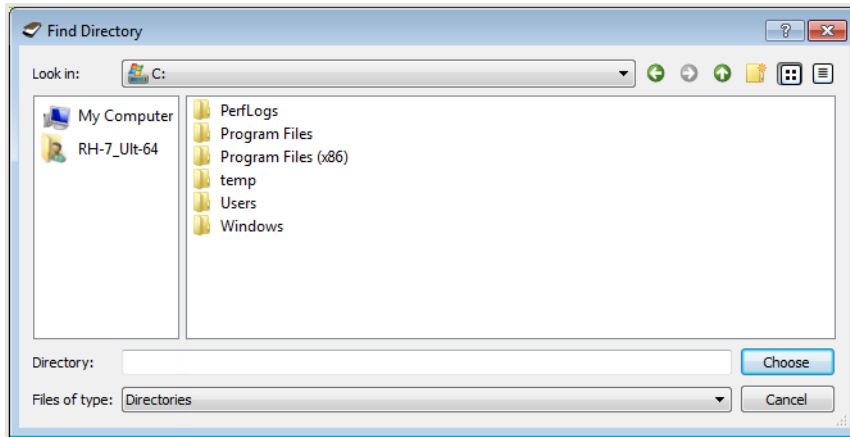 Find Directory
Look in:
C:
My Computer
RH-7_Ult-64
PerfLogs
Program Files
Program Files (x86)
temp
Users
Windows
Directory:
Choose
Files of type:
Directories
Cancel